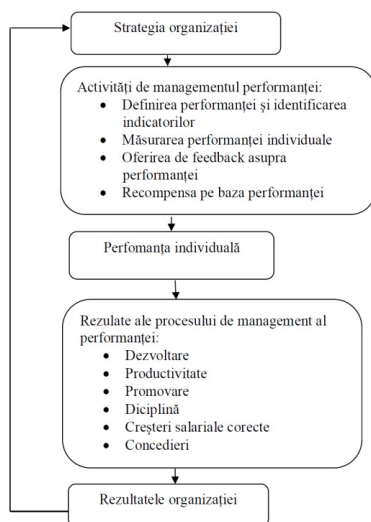 Strategia organizației
Activități de managementul performanței:
• Definirea performanței și identificarea
indicatorilor
• Măsurarea performanței individuale
• Oferirea de feedback asupra
performanței
• Recompensa pe baza performanței
Perfomanța individuală
Rezulate ale procesului de management al
performanței:
• Dezvoltare
• Productivitate
• Promovare
• Diciplină
• Creșteri salariale corecte
• Concedieri
Rezultatele organizației